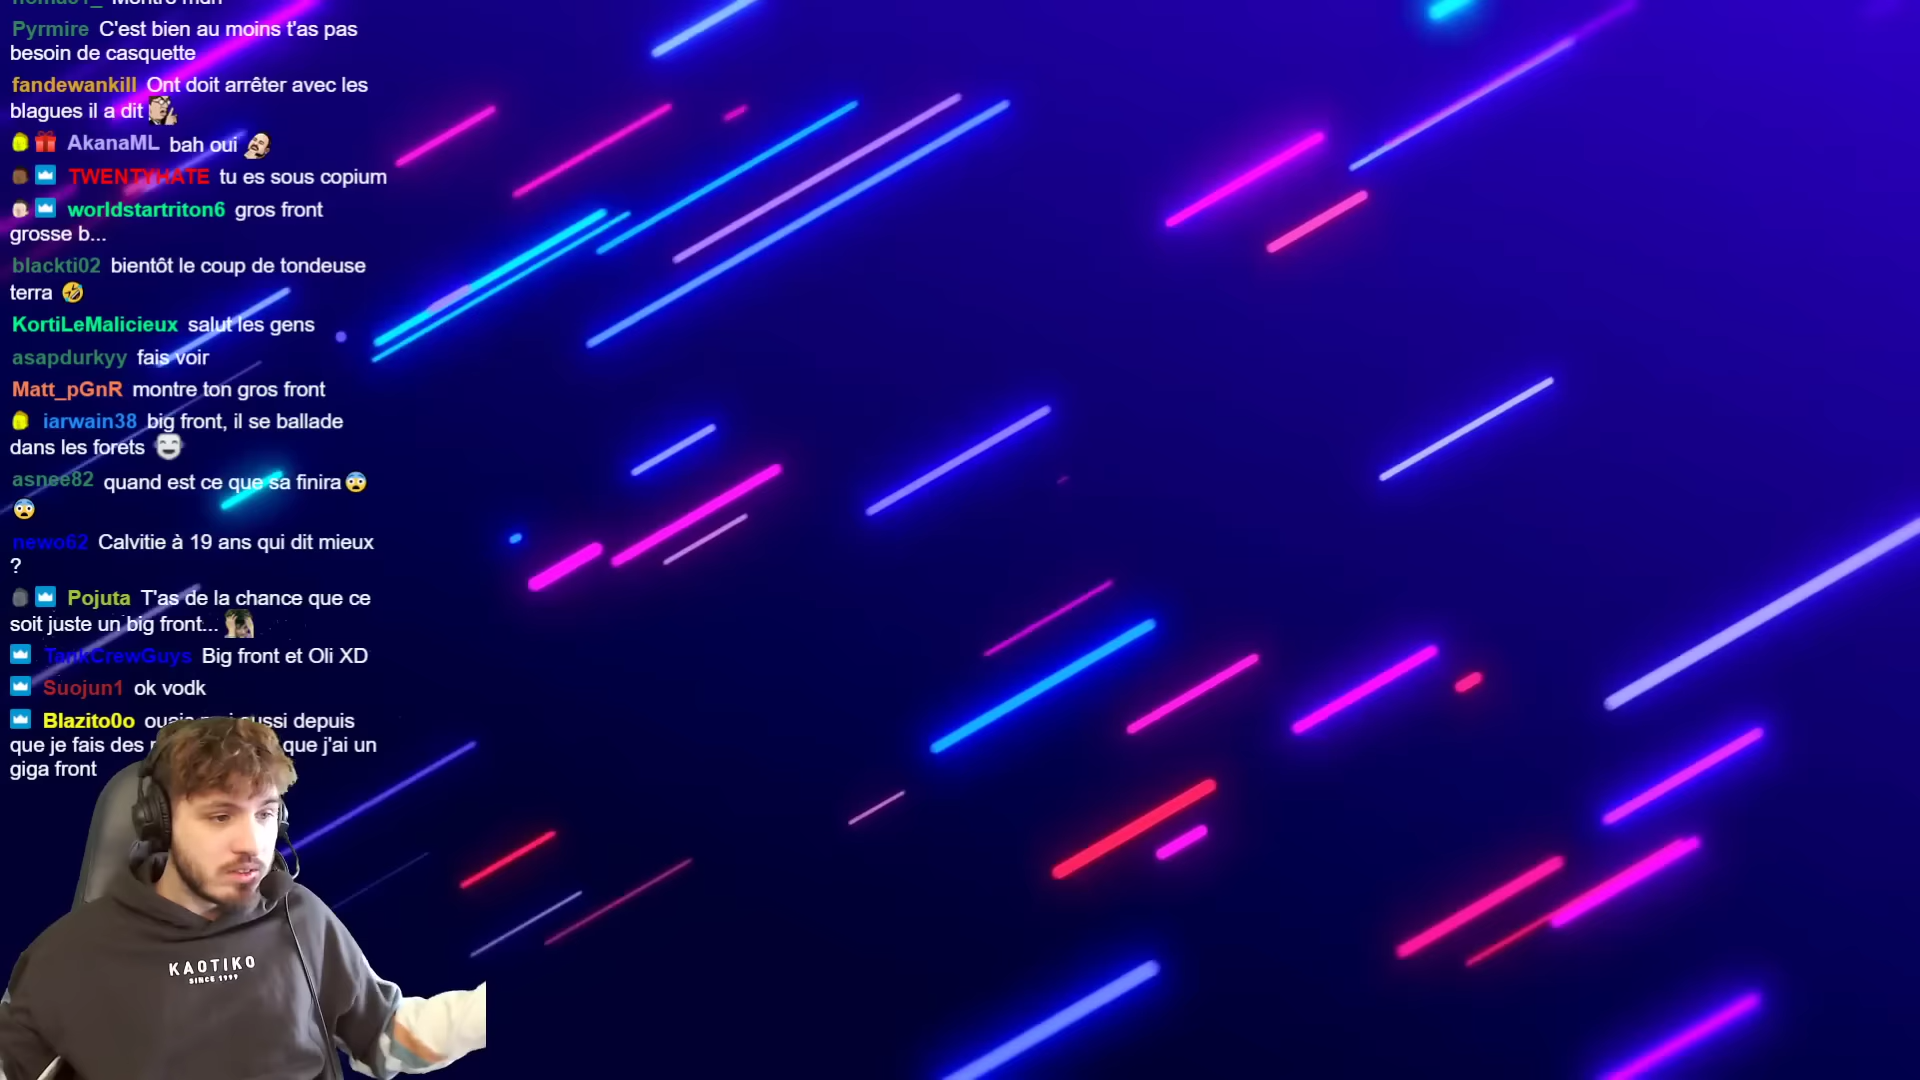 Pyrmire C'est bien au moins t'as pas
besoin de casquette
fandewankill Ont doit arrêter avec les
blagues il a dit
AkanaML bah oui
TWENTYHATE tu es sous copium
worldstartriton6 gros front
grosse b...
blackti02 bientôt le coup de tondeuse
terra 🤣
KortiLeMalicieux salut les gens
asapdurkyy fais voir
Matt_pGnR montre ton gros front
iarwain38 big front, il se ballade
dans les forets
asnee82 quand est ce que sa finira😨
😨
newo62 Calvitie à 19 ans qui dit mieux
?
Pojuta T'as de la chance que ce
soit juste un big front...
TarikCrewGuys Big front et Oli XD
Suojun1 ok vodk
Blazito0o ouais moi aussi depuis
que je fais des que j'ai un
giga front
KAOTIKO
SINCE 1999